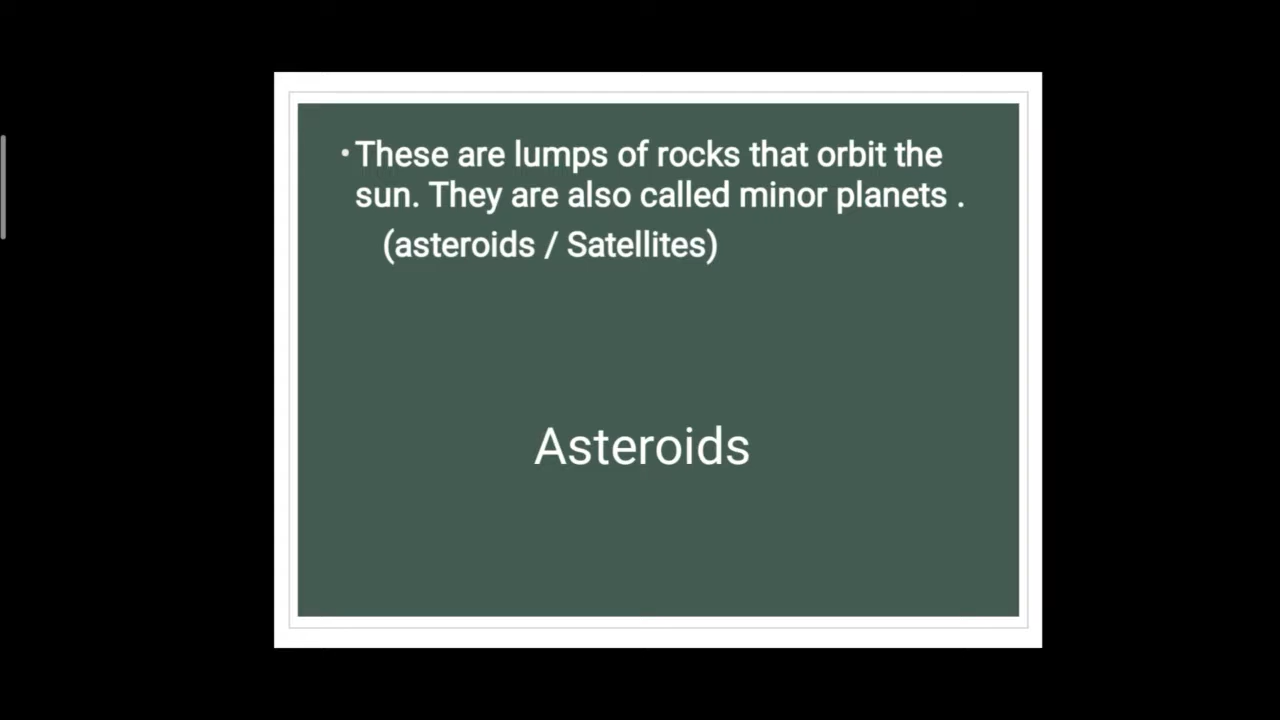 •These are lumps of rocks that orbit the
sun. They are also called minor planets .
(asteroids / Satellites)
Asteroids